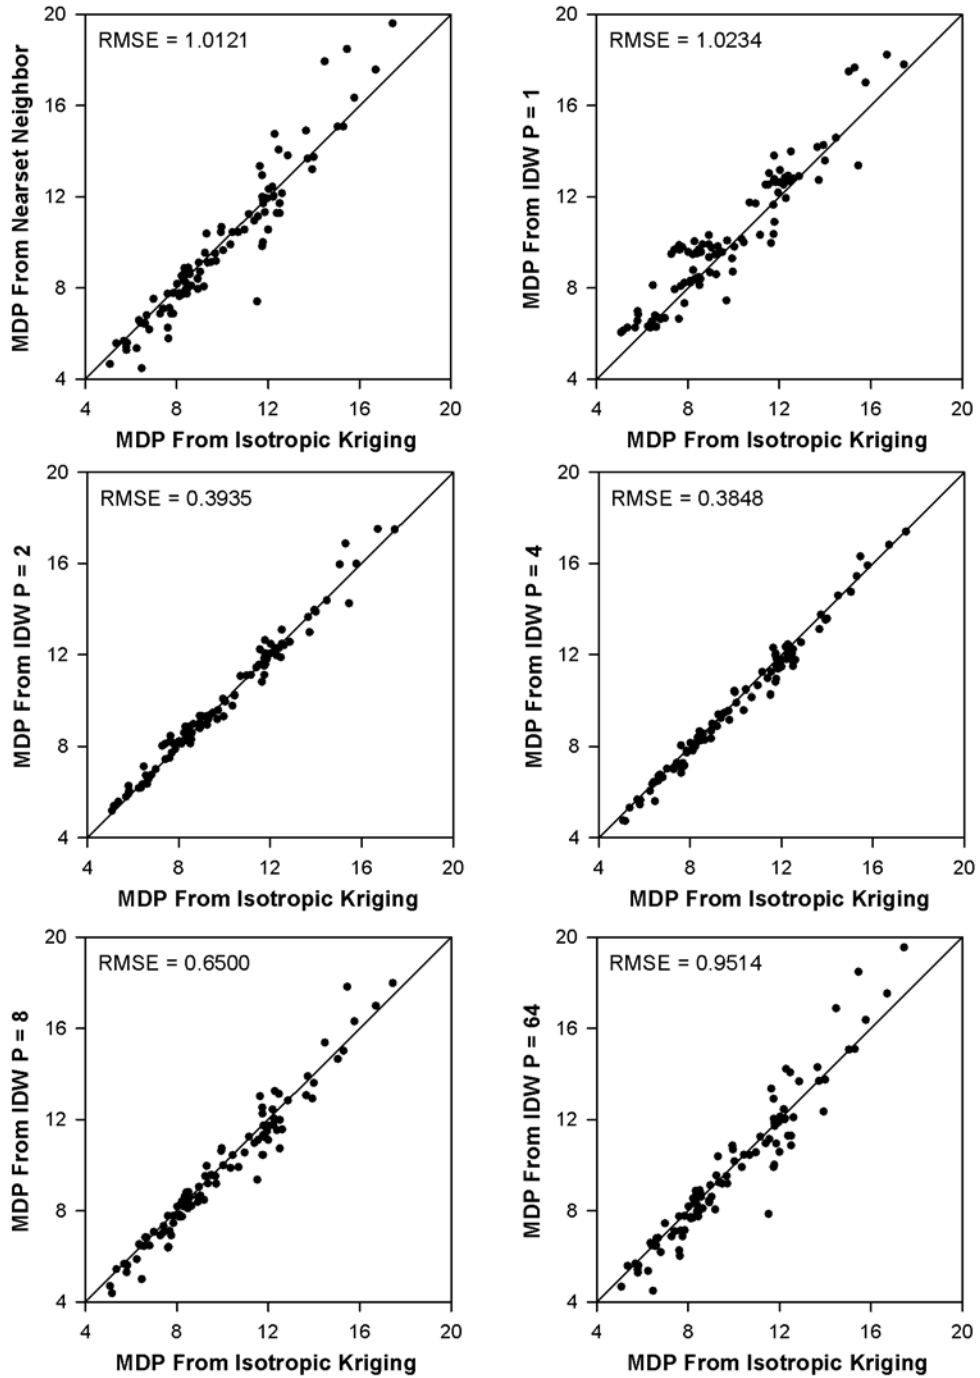 RMSE = 1.0121
MDP From Nearset Neighbor
20
16
12
8
4
4 8 12 16 20
MDP From Isotropic Kriging
RMSE = 1.0234
MDP From IDW P = 1
20
16
12
8
4
4 8 12 16 20
MDP From Isotropic Kriging
RMSE = 0.3935
MDP From IDW P = 2
20
16
12
8
4
4 8 12 16 20
MDP From Isotropic Kriging
RMSE = 0.3848
MDP From IDW P = 4
20
16
12
8
4
4 8 12 16 20
MDP From Isotropic Kriging
RMSE = 0.6500
MDP From IDW P = 8
20
16
12
8
4
4 8 12 16 20
MDP From Isotropic Kriging
RMSE = 0.9514
MDP From IDW P = 64
20
16
12
8
4
4 8 12 16 20
MDP From Isotropic Kriging